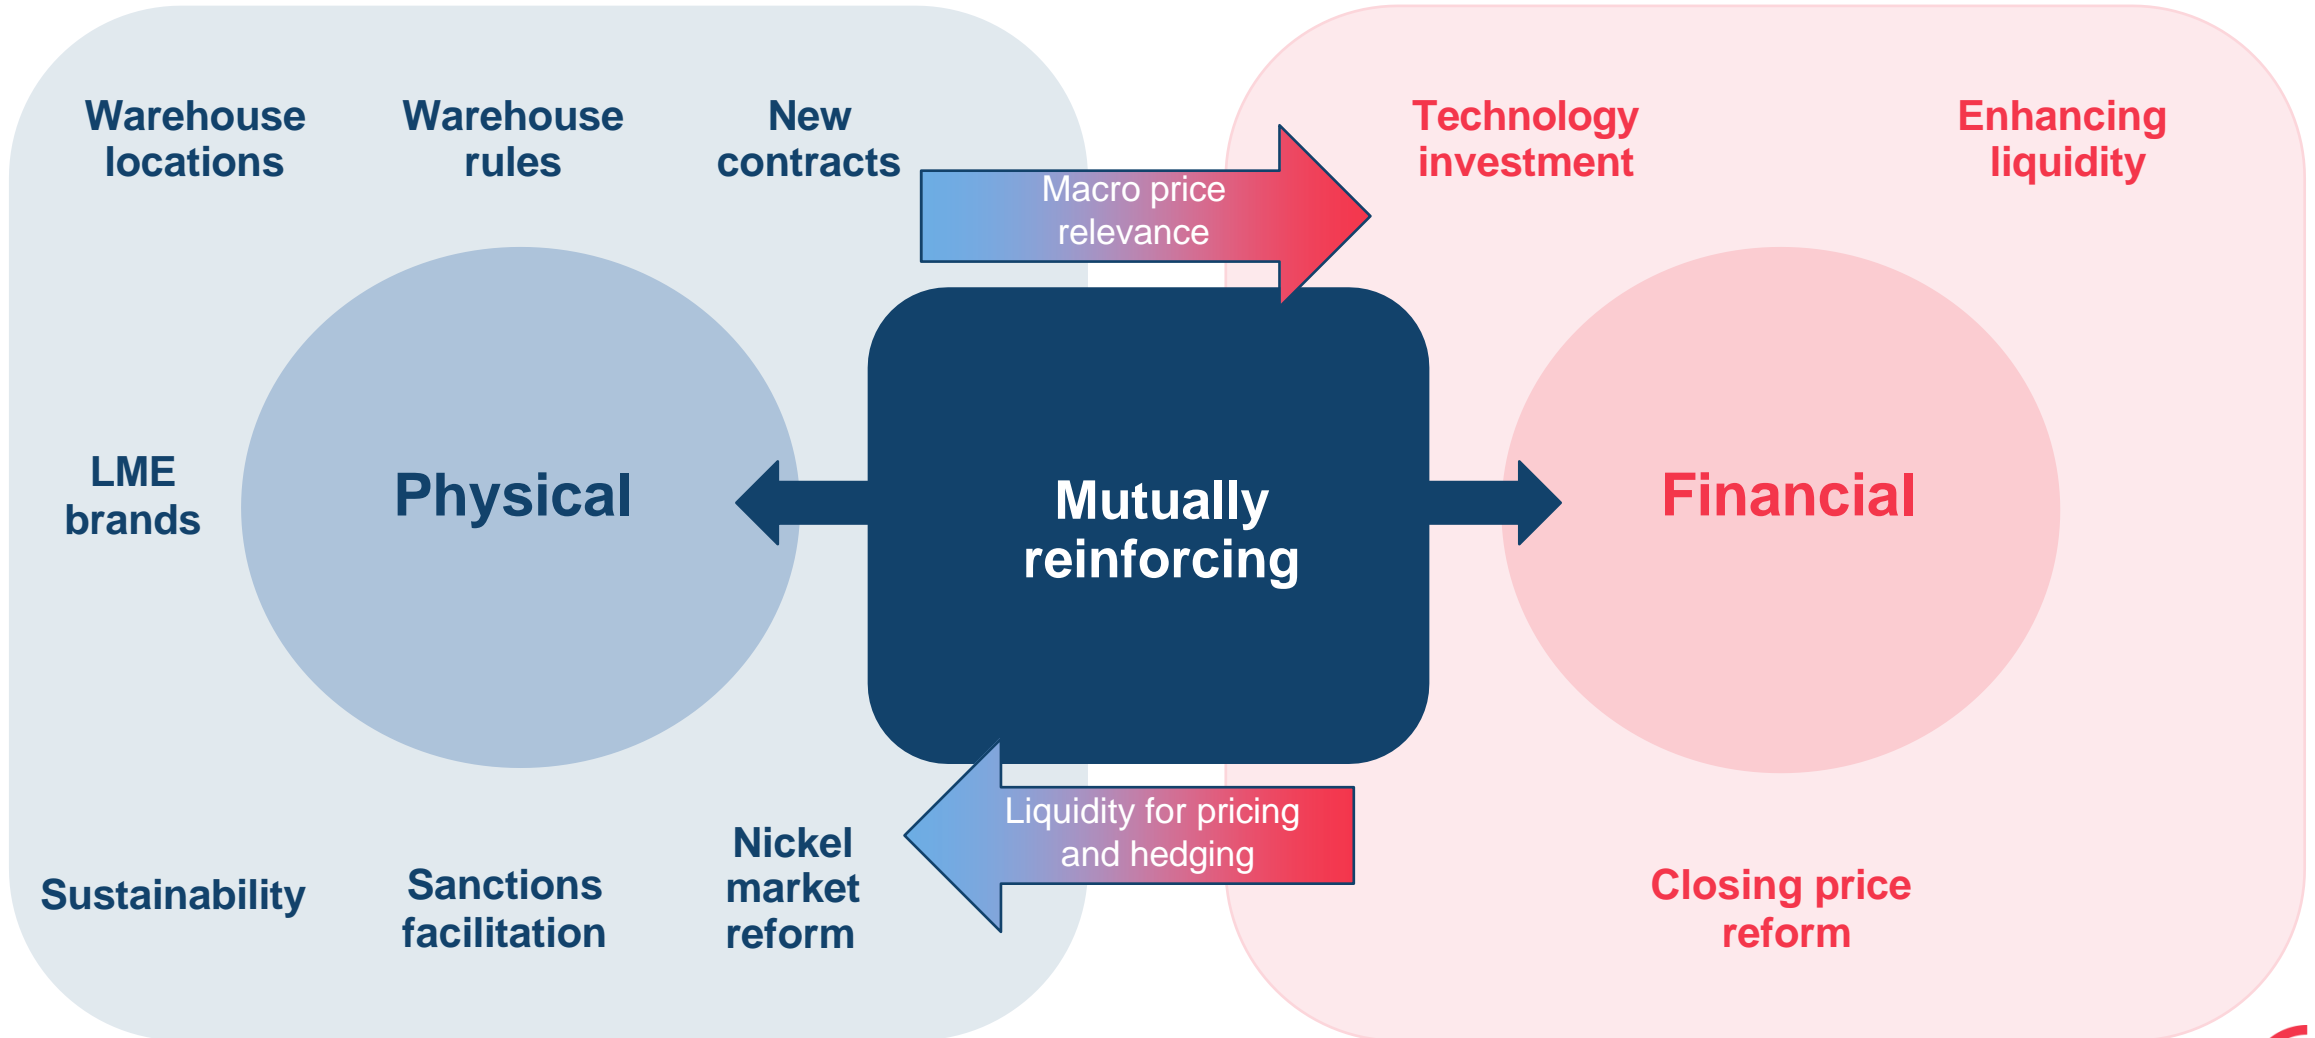 Warehouse
locations
Warehouse
rules
New
contracts
Macro price
relevance
Technology
investment
Enhancing
liquidity
LME
brands
Physical
Mutually
reinforcing
Financial
Sustainability
Sanctions
facilitation
Nickel
market
reform
Liquidity for pricing
and hedging
Closing price
reform